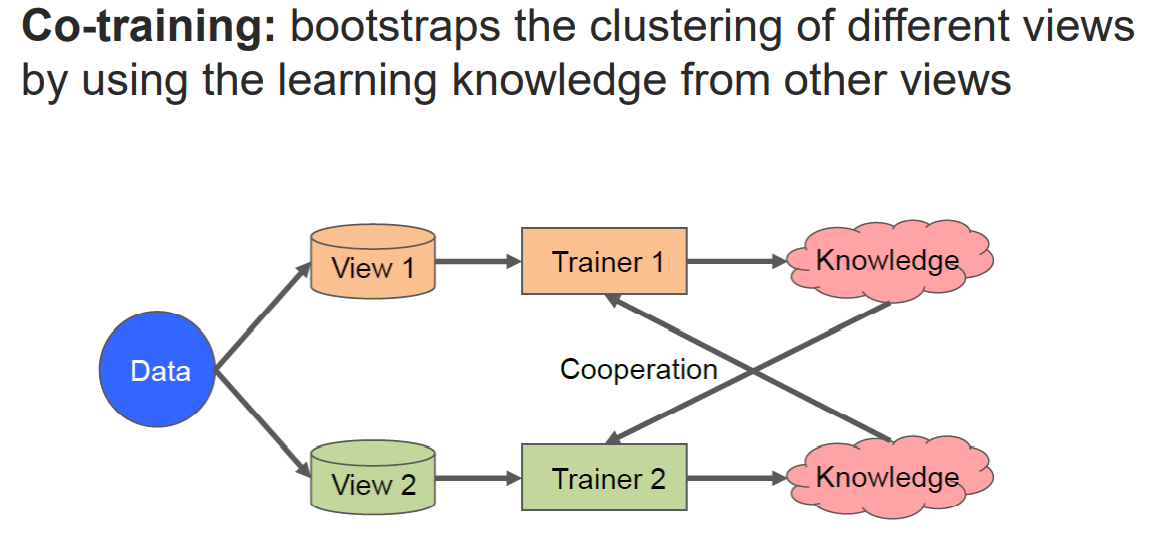 Co-training: bootstraps the clustering of different views
by using the learning knowledge from other views
View 1
Trainer 1
Knowledge
Data
Cooperation
View 2
Trainer 2
Knowledge